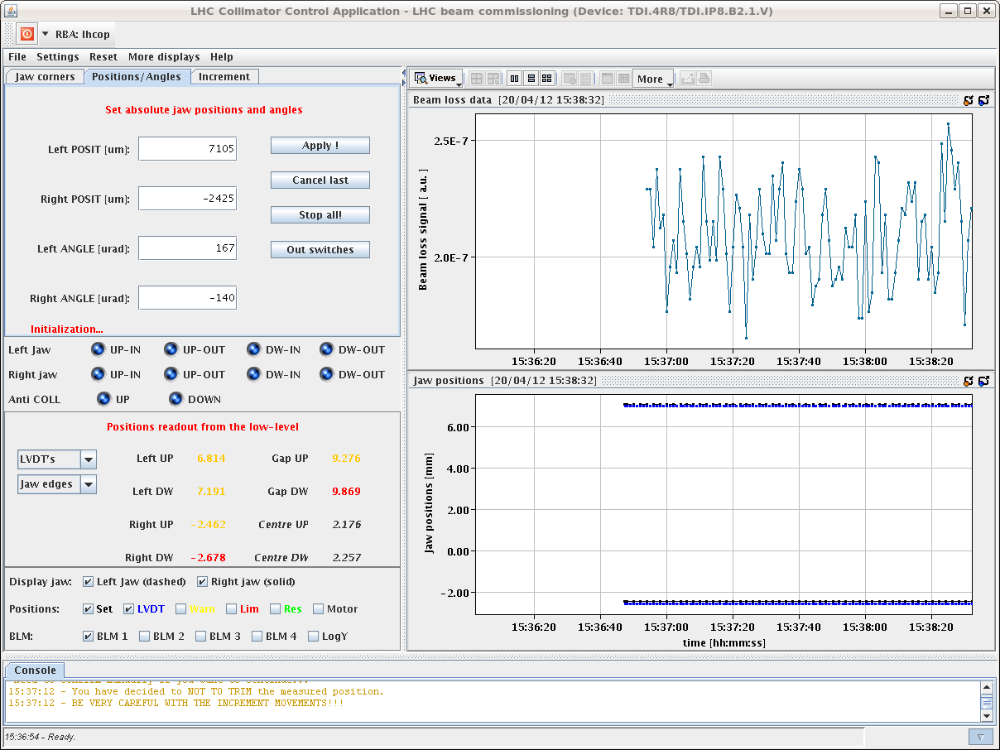 LHC Collimator Control Application - LHC beam commissioning (Device: TDI.4R8/TDI.IP8.B2.1.V)
RBA: lhcop
File Settings Reset More displays Help
Jaw corners Positions/Angles Increment
Set absolute jaw positions and angles
Left POSIT [um]: 7105 Apply !
Cancel last
Right POSIT [um]: -2425
Stop all!
Left ANGLE [urad]: 167 Out switches
Right ANGLE [urad]: -140
Initialization...
Left Jaw UP-IN UP-OUT DW-IN DW-OUT
Right jaw UP-IN UP-OUT DW-IN DW-OUT
Anti COLL UP DOWN
Positions readout from the low-level
LVDT's Left UP 6.814 Gap UP 9.276
Jaw edges Left DW 7.191 Gap DW 9.869
Right UP -2.462 Centre UP 2.176
Right DW -2.678 Centre DW 2.257
Display jaw: Left Jaw (dashed) Right jaw (solid)
Positions: Set LVDT Warn Lim Res Motor
BLM: BLM 1 BLM 2 BLM 3 BLM 4 LogY
Views More
Beam loss data [20/04/12 15:38:32]
Beam loss signal [ a.u. ]
2.5E-7
2.0E-7
15:36:20 15:36:40 15:37:00 15:37:20 15:37:40 15:38:00 15:38:20
Jaw positions [20/04/12 15:38:32]
Jaw positions [mm]
6.00
4.00
2.00
0.00
-2.00
15:36:20 15:36:40 15:37:00 15:37:20 15:37:40 15:38:00 15:38:20
time [hh:mm:ss]
Console
Need to confirm manually if you want to continue...
15:37:12 - You have decided to NOT TO TRIM the measured position.
15:37:12 - BE VERY CAREFUL WITH THE INCREMENT MOVEMENTS!!!
15:36:54 - Ready.